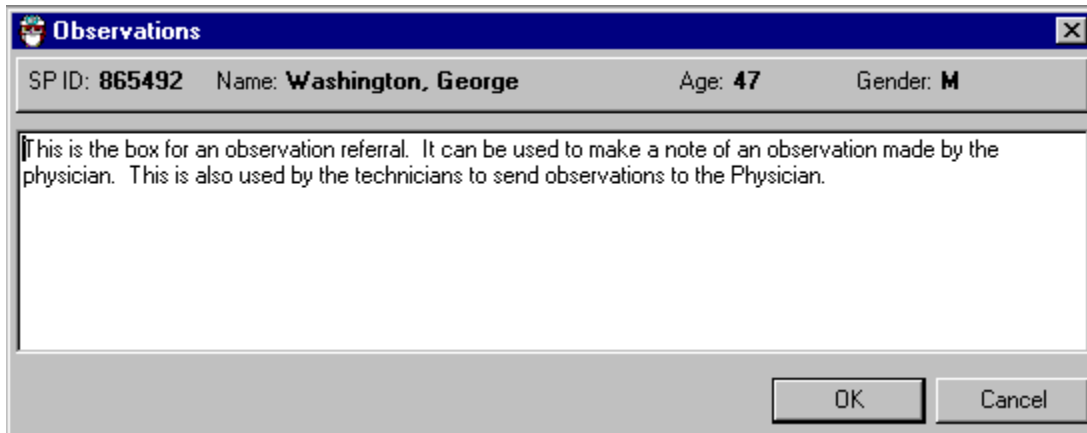 Observations
SP ID: 865492 Name: Washington, George Age: 47 Gender: M
This is the box for an observation referral.  It can be used to make a note of an observation made by the
physician.  This is also used by the technicians to send observations to the Physician.
OK Cancel